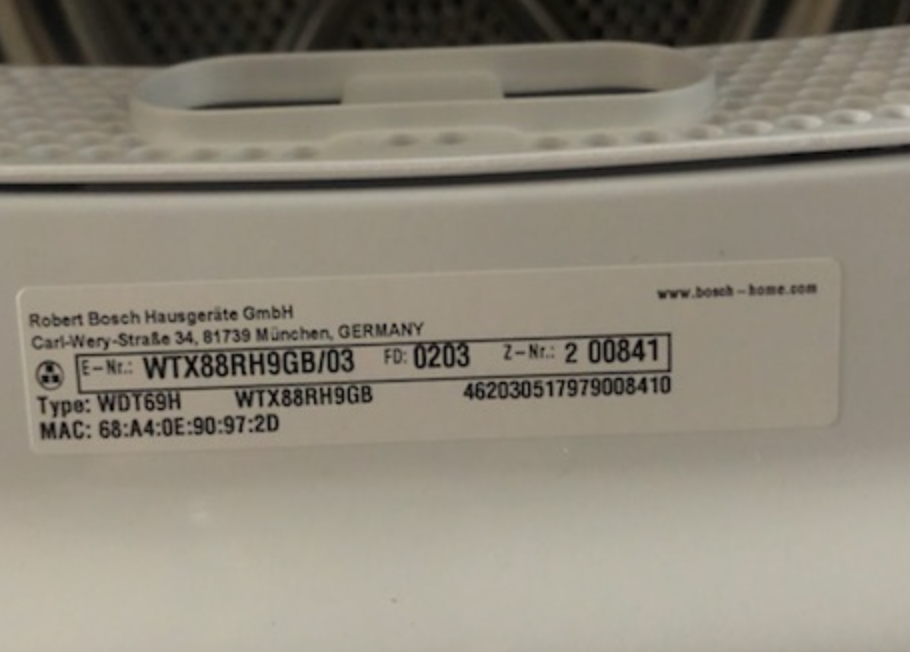 www.bosch-home.com
Robert Bosch Hausgeräte GmbH
Carl-Wery-Straße 34, 81739 München, GERMANY
E-Nr.: WTX88RH9GB/03 FD: 0203 Z-Nr.: 2 00841
Type: WDT69H WTX88RH9GB 462030517979008410
MAC: 68:A4:0E:90:97:2D